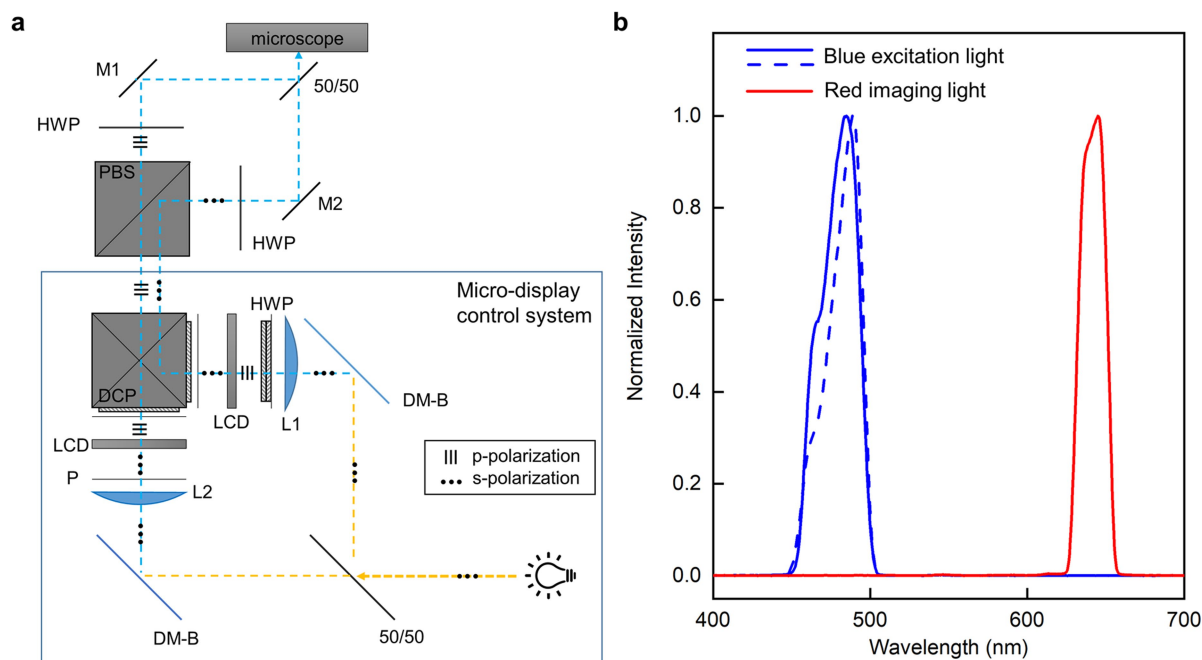 a
microscope
M1
50/50
HWP
PBS
M2
HWP
Micro-display
control system
HWP
DCP
DM-B
LCD
L1
LCD
P
L2
p-polarization
s-polarization
DM-B
50/50
b
Blue excitation light
Red imaging light
1.0
0.8
0.6
0.4
0.2
0.0
Normalized Intensity
400
500
600
700
Wavelength (nm)